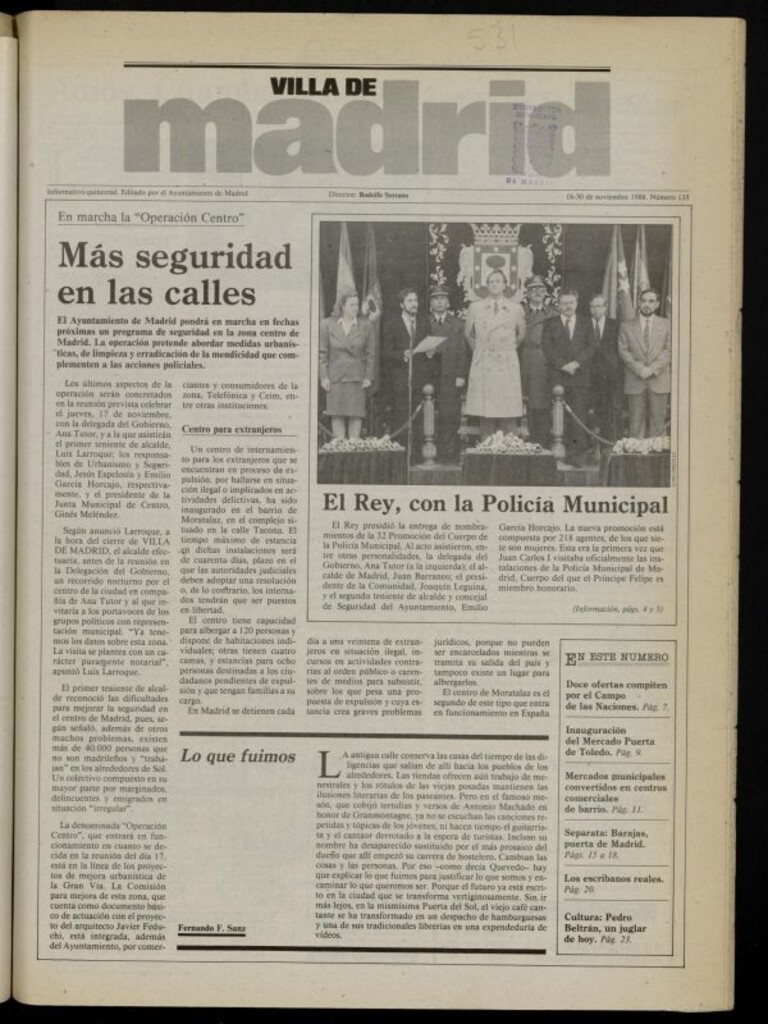 531
VILLA DE
madrid
Informativo quincenal. Editado por el Ayuntamiento de Madrid
Director: Rodolfo Serrano
16-30 de noviembre 1988. Número 133
En marcha la "Operación Centro"
Más seguridad
en las calles
El Ayuntamiento de Madrid pondrá en marcha en fechas
próximas un programa de seguridad en la zona centro de
Madrid. La operación pretende abordar medidas urbanís-
ticas, de limpieza y erradicación de la mendicidad que com-
plementen a las acciones policiales.
Los últimos aspectos de la
operación serán concretados
en la reunión prevista celebrar
el jueves, 17 de noviembre,
con la delegada del Gobierno,
Ana Tutor, y a la que asistirán
el primer teniente de alcalde,
Luis Larroque; los responsa-
bles de Urbanismo y Seguri-
dad, Jesús Espelosín y Emilio
García Horcajo, respectiva-
mente, y el presidente de la
Junta Municipal de Centro,
Ginés Meléndez.
Según anunció Larroque, a
la hora del cierre de VILLA
DE MADRID, el alcalde efec-
tuaría, antes de la reunión en
la Delegación del Gobierno,
un recorrido nocturno por el
centro de la ciudad en compa-
ñía de Ana Tutor y al que in-
vitaría a los portavoces de los
grupos políticos con represen-
tación municipal. "Ya tene-
mos los datos sobre esta zona.
La visita se plantea con un ca-
rácter puramente notarial",
apuntó Luis Larroque.
El primer teniente de alcal-
de reconoció las dificultades
para mejorar la seguridad en
el centro de Madrid, pues, se-
gún señaló, además de otros
machos problemas, existen
más de 40.000 personas que
no son madrileños y "traba-
jan" en los alrededores de Sol.
Un colectivo compuesto en su
mayor parte por marginados,
delincuentes y emigrados en
situación "irregular".
La denominada "Operación
Centro", que entrará en fun-
cionamiento en cuanto se de-
cida en la reunión del día 17,
está en la línea de los proyec-
tos de mejora urbanística de
la Gran Vía. La Comisión
para mejora de esta zona, que
cuenta como documento bási-
co de actuación con el proyec-
to del arquitecto Javier Fedu-
chi, está integrada, además
del Ayuntamiento, por comer-
ciantes y consumidores de la
zona, Telefónica y Ceim, en-
tre otras instituciones.
Centro para extranjeros
Un centro de internamien-
to para los extranjeros que se
encuentran en proceso de ex-
pulsión, por hallarse en situa-
ción ilegal o implicados en ac-
tividades delictivas, ha sido
inaugurado en el barrio de
Moratalaz, en el complejo si-
tuado en la calle Tacona. El
tiempo máximo de estancia
en dichas instalaciones será
de cuarenta días, plazo en el
que las autoridades judiciales
deben adoptar una resolución
o, de lo contrario, los interna-
dos tendrán que ser puestos
en libertad.
El centro tiene capacidad
para albergar a 120 personas y
dispone de habitaciones indi-
viduales; otras tienen cuatro
camas, y estancias para ocho
personas destinadas a los ciu-
dadanos pendientes de expul-
sión y que tengan familias a su
cargo.
En Madrid se detienen cada
día a una veintena de extran-
jeros en situación ilegal, in-
cursos en actividades contra-
rias al orden público o caren-
tes de medios para subsistir,
sobre los que pesa una pro-
puesta de expulsión y cuya es-
tancia crea graves problemas
jurídicos, porque no pueden
ser encarcelados mientras se
tramita su salida del país y
tampoco existe un lugar para
albergarlos.
El centro de Moratalaz es el
segundo de este tipo que entra
en funcionamiento en España
El Rey, con la Policía Municipal
El Rey presidió la entrega de nombra-
mientos de la 32 Promoción del Cuerpo de
la Policía Municipal. Al acto asistieron, en-
tre otras personalidades, la delegada del
Gobierno, Ana Tutor (a la izquierda); el al-
calde de Madrid, Juan Barranco; el presi-
dente de la Comunidad, Joaquín Leguina,
y el segundo teniente de alcalde y concejal
de Seguridad del Ayuntamiento, Emilio
García Horcajo. La nueva promoción está
compuesta por 218 agentes, de los que sie-
te son mujeres. Esta era la primera vez que
Juan Carlos I visitaba oficialmente las ins-
talaciones de la Policía Municipal de Ma-
drid, Cuerpo del que el Príncipe Felipe es
miembro honorario.
(Información, págs. 4 y 5)
Lo que fuimos
Fernando F. Sanz
LA antigua calle conserva las casas del tiempo de las di-
ligencias que salían de allí hacia los pueblos de los
alrededores. Las tiendas ofrecen aún trabajo de me-
nestrales y los rótulos de las viejas posadas mantienen las
ilusiones literarias de los paseantes. Pero en el famoso me-
són, que cobijó tertulias y versos de Antonio Machado en
honor de Granmontagne, ya no se escuchan las canciones re-
petidas y tópicas de los jóvenes, ni hacen tiempo el guitarris-
ta y el cantaor derrotado a la espera de turistas. Incluso su
nombre ha desaparecido sustituido por el más prosaico del
dueño que allí empezó su carrera de hostelero. Cambian las
cosas y las personas. Por eso —como decía Quevedo— hay
que explicar lo que fuimos para justificar lo que somos y en-
caminar lo que queremos ser. Porque el futuro ya está escri-
to en la ciudad que se transforma vertiginosamente. Sin ir
más lejos, en la mismísima Puerta del Sol, el viejo café can-
tante se ha transformado en un despacho de hamburguesas
y una de sus tradicionales librerías en una expendeduría de
vídeos.
EN ESTE NUMERO
Doce ofertas compiten
por el Campo
de las Naciones. Pág. 7.
Inauguración
del Mercado Puerta
de Toledo. Pág. 9.
Mercados municipales
convertidos en centros
comerciales
de barrio. Pág. 11.
Separata: Barajas,
puerta de Madrid.
Págs. 15 a 18.
Los escribanos reales.
Pág. 20.
Cultura: Pedro
Beltrán, un juglar
de hoy. Pág. 23.